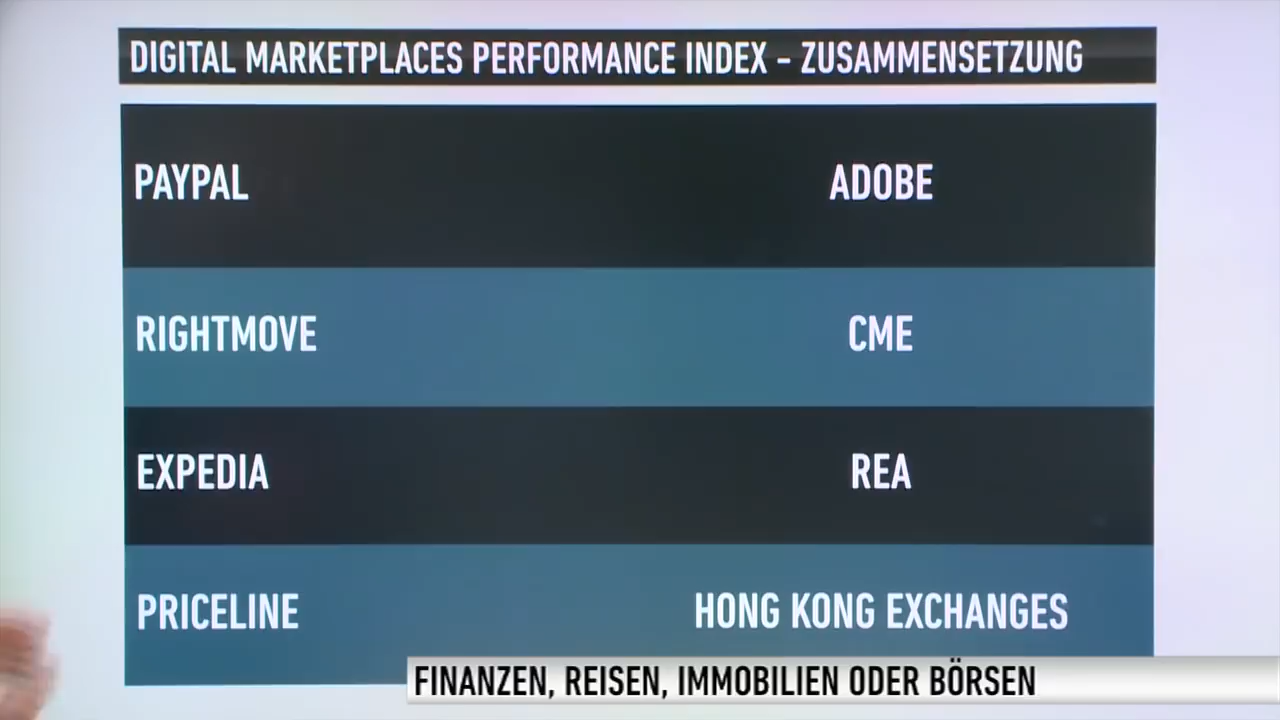 DIGITAL MARKETPLACES PERFORMANCE INDEX - ZUSAMMENSETZUNG
PAYPAL ADOBE
RIGHTMOVE CME
EXPEDIA REA
PRICELINE HONG KONG EXCHANGES
FINANZEN, REISEN, IMMOBILIEN ODER BÖRSEN